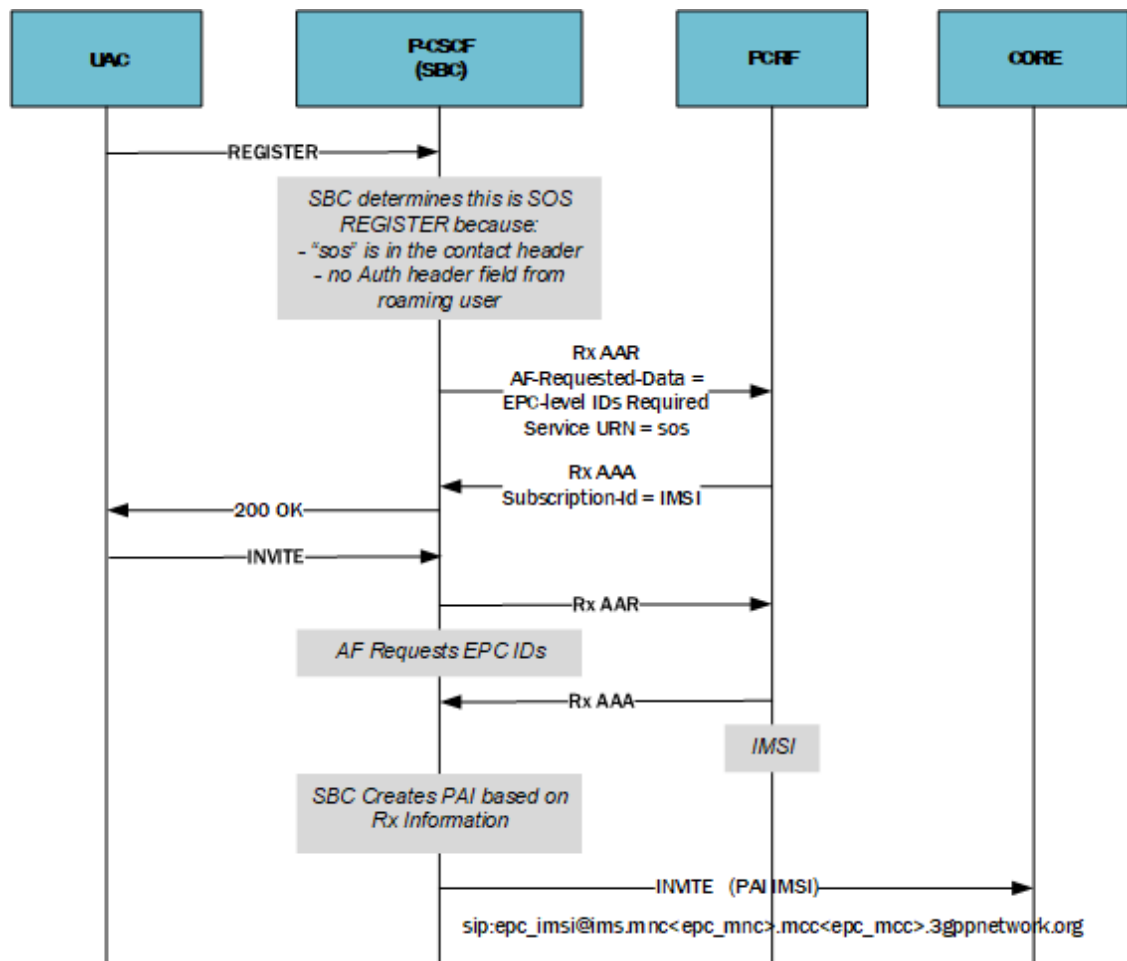 UAC
P-CSCF
(SBC)
PCRF
CORE
REGISTER
SBC determines this is SOS
REGISTER because:
- “sos” is in the contact header
- no Auth header field from
roaming user
Rx AAR
AF-Requested-Data =
EPC-level IDs Required
Service URN = sos
Rx AAA
Subscription-Id = IMSI
200 OK
INVITE
Rx AAR
AF Requests EPC IDs
Rx AAA
IMSI
SBC Creates PAI based on
Rx Information
INVITE (PAI IMSI)
sip:epc_imsi@ims.mnc<epc_mnc>.mcc<epc_mcc>.3gppnetwork.org